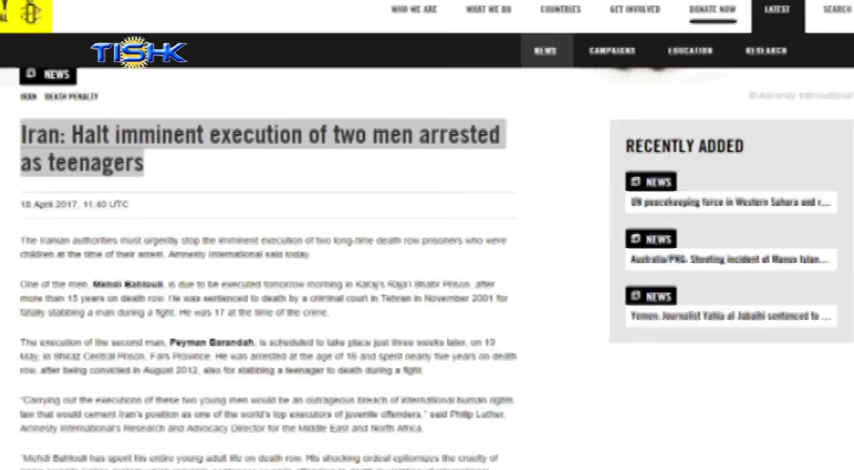 WHO WE ARE WHAT WE DO COUNTRIES GET INVOLVED DONATE NOW LATEST SEARCH
TISHK
NEWS CAMPAIGNS EDUCATION RESEARCH
NEWS
IRAN DEATH PENALTY
© Amnesty International
Iran: Halt imminent execution of two men arrested
as teenagers
18 April 2017, 11:40 UTC
The Iranian authorities must urgently stop the imminent execution of two long-time death row prisoners who were
children at the time of their arrest, Amnesty International said today.
One of the men, Mehdi Bahlouli, is due to be executed tomorrow morning in Karaj's Raja'i Shahr Prison, after
more than 15 years on death row. He was sentenced to death by a criminal court in Tehran in November 2001 for
fatally stabbing a man during a fight. He was 17 at the time of the crime.
The execution of the second man, Peyman Barandah, is scheduled to take place just three weeks later, on 10
May, in Shiraz Central Prison, Fars Province. He was arrested at the age of 16 and spent nearly five years on death
row, after being convicted in August 2012, also for stabbing a teenager to death during a fight.
"Carrying out the executions of these two young men would be an outrageous breach of international human rights
law that would cement Iran's position as one of the world's top executors of juvenile offenders," said Philip Luther,
Amnesty International's Research and Advocacy Director for the Middle East and North Africa.
"Mehdi Bahlouli has spent his entire young adult life on death row. His shocking ordeal epitomizes the cruelty of
RECENTLY ADDED
NEWS
UN peacekeeping force in Western Sahara and r...
NEWS
Australia/PNG: Shooting incident at Manus Islan...
NEWS
Yemen: Journalist Yahia al Jubaihi sentenced to ...